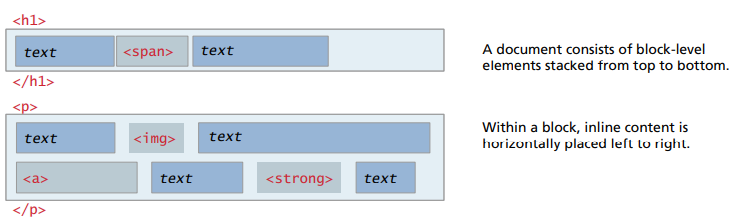 <h1>
text <span> text
</h1>
A document consists of block-level
elements stacked from top to bottom.
<p>
text <img> text
<a> text <strong> text
</p>
Within a block, inline content is
horizontally placed left to right.